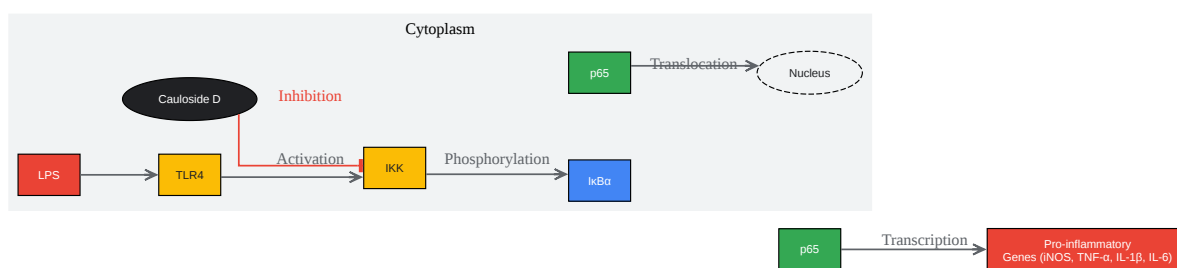 Cytoplasm
p65
Translocation
Nucleus
Cauloside D
Inhibition
LPS
TLR4
Activation
IKK
Phosphorylation
IκBα
p65
Transcription
Pro-inflammatory
Genes (iNOS, TNF-α, IL-1β, IL-6)